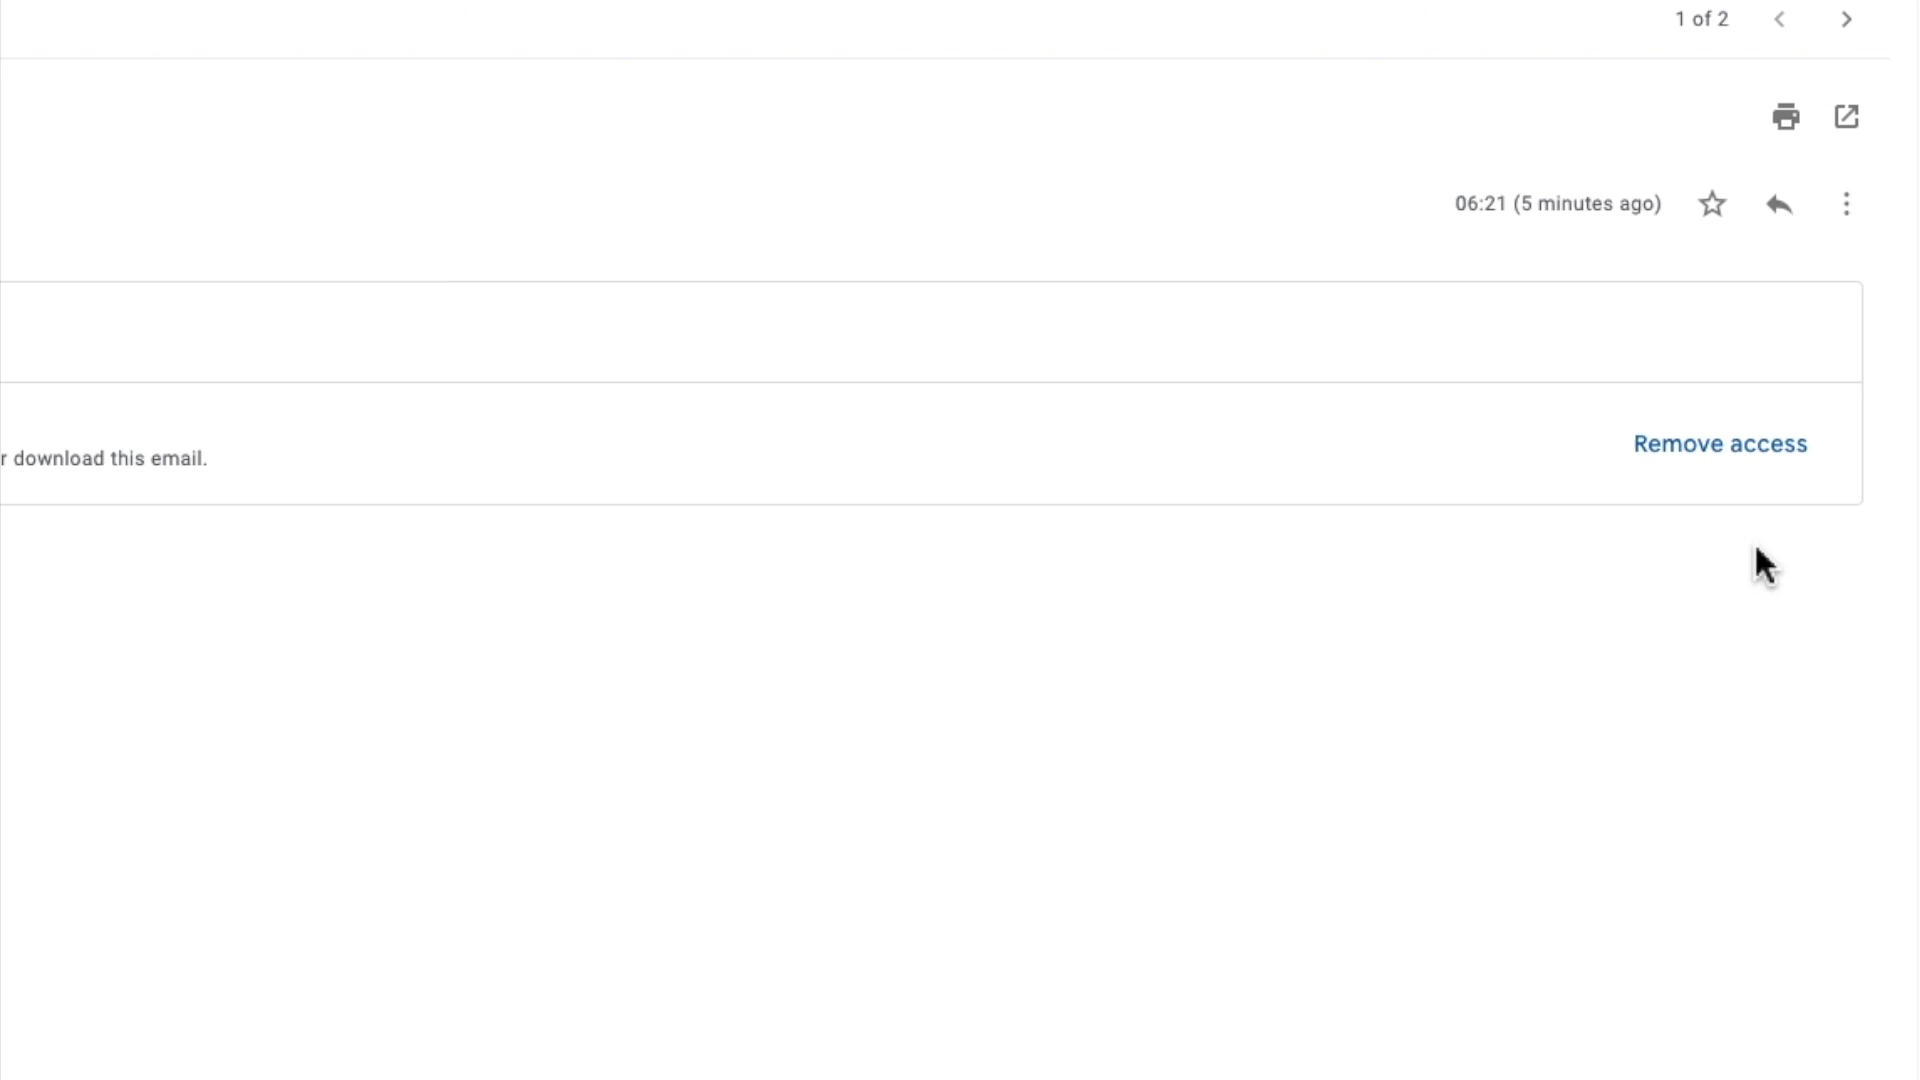 1 of 2
06:21 (5 minutes ago)
Remove access
r download this email.